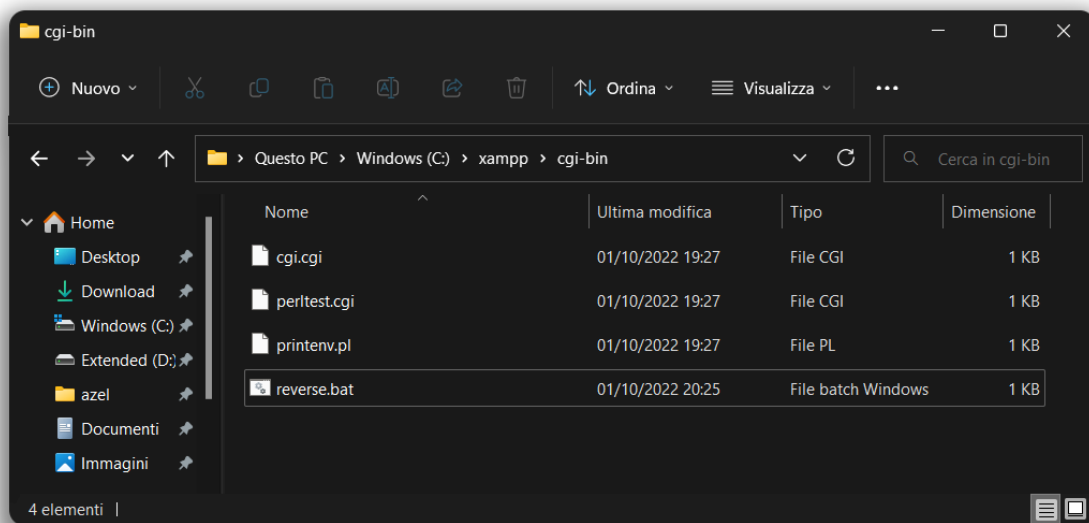 cgi-bin
Nuovo Ordina Visualizza
Questo PC > Windows (C:) > xampp > cgi-bin Cerca in cgi-bin
Home
Desktop
Download
Windows (C:)
Extended (D:)
azel
Documenti
Immagini
Nome Ultima modifica Tipo Dimensione
cgi.cgi 01/10/2022 19:27 File CGI 1 KB
perltest.cgi 01/10/2022 19:27 File CGI 1 KB
printenv.pl 01/10/2022 19:27 File PL 1 KB
reverse.bat 01/10/2022 20:25 File batch Windows 1 KB
4 elementi